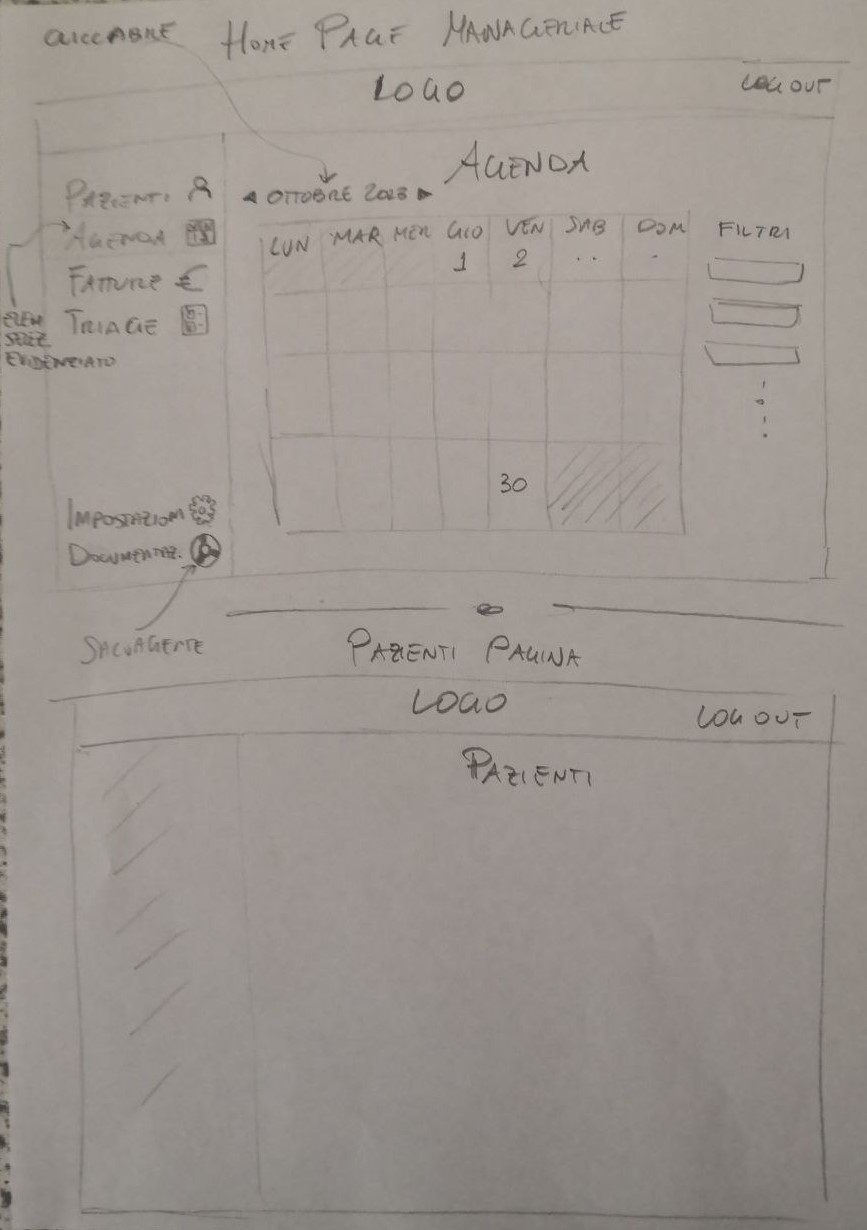 CLICCABILE HOME PAGE MANAGERIALE
LOGO LOG OUT
AGENDA
PAZIENTI ◄ OTTOBRE 2023 ►
AGENDA LUN MAR MER GIO VEN SAB DOM FILTRI
1 2 .. .
FATTURE €
TRIAGE
ELEM
SELEZ.
EVIDENZIATO
30
IMPOSTAZIONI
DOCUMENTAZ.
SALVAGENTE
PAZIENTI PAGINA
LOGO LOG OUT
PAZIENTI